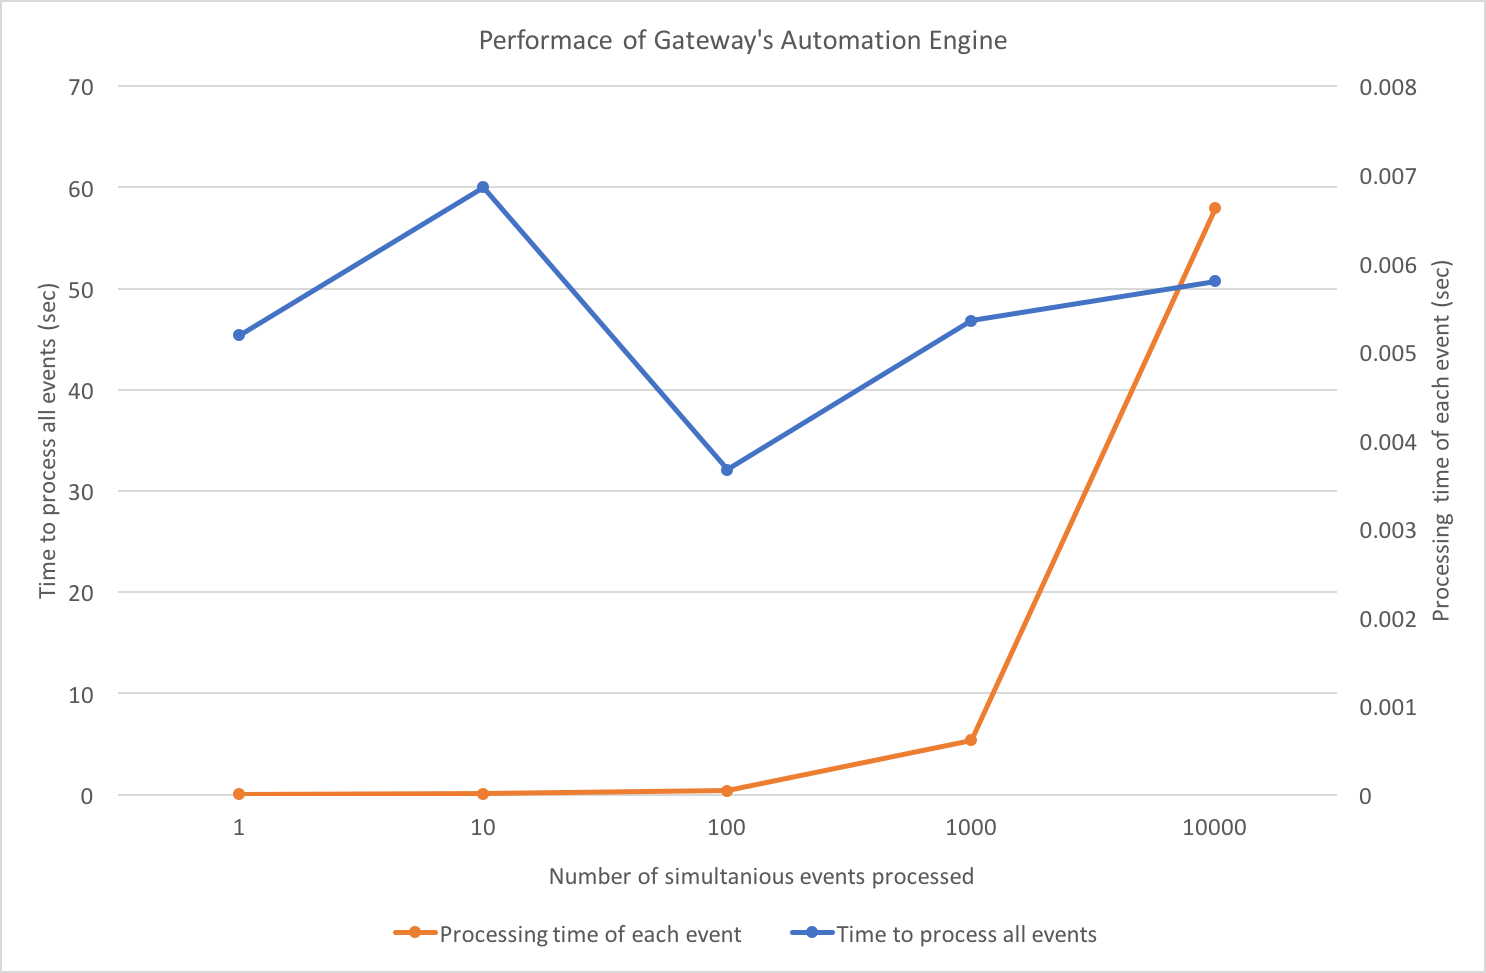 Performace of Gateway's Automation Engine
70
60
50
40
30
20
10
0
0.008
0.007
0.006
0.005
0.004
0.003
0.002
0.001
0
Time to process all events (sec)
Processing time of each event (sec)
1 10 100 1000 10000
Number of simultanious events processed
Processing time of each event Time to process all events